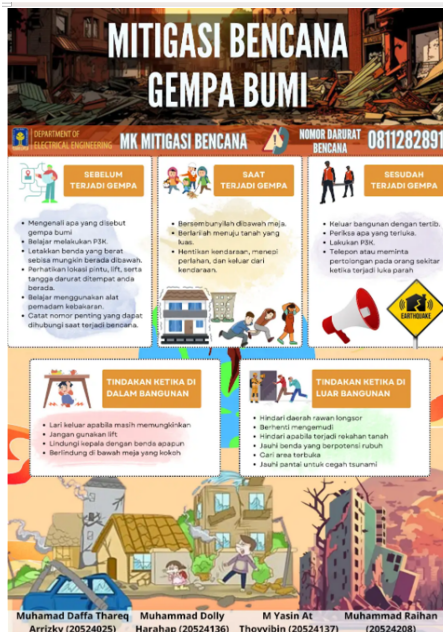 MITIGASI BENCANA
GEMPA BUMI
DEPARTMENT OF
ELECTRICAL ENGINEERING
MK MITIGASI BENCANA
NOMOR DARURAT
BENCANA
0811282891
SEBELUM
TERJADI GEMPA
Mengenali apa yang disebut
gempa bumi
Belajar melakukan P3K.
Letakkan benda yang berat
sebisa mungkin berada dibawah.
Perhatikan lokasi pintu, lift, serta
tangga darurat ditempat anda
berada.
Belajar menggunakan alat
pemadam kebakaran.
Catat nomor penting yang dapat
dihubungi saat terjadi bencana.
SAAT
TERJADI GEMPA
Bersembunyilah dibawah meja.
Berlarilah menuju tanah yang
luas.
Hentikan kendaraan, menepi
perlahan, dan keluar dari
kendaraan.
SESUDAH
TERJADI GEMPA
Keluar bangunan dengan tertib.
Periksa apa yang terluka.
Lakukan P3K.
Telepon atau meminta
pertolongan pada orang sekitar
ketika terjadi luka parah
EARTHQUAKE
TINDAKAN KETIKA DI
DALAM BANGUNAN
Lari keluar apabila masih memungkinkan
Jangan gunakan lift
Lindungi kepala dengan benda apapun
Berlindung di bawah meja yang kokoh
TINDAKAN KETIKA DI
LUAR BANGUNAN
Hindari daerah rawan longsor
Berhenti mengemudi
Hindari apabila terjadi rekahan tanah
Jauhi benda yang berpotensi rubuh
Cari area terbuka
Jauhi pantai untuk cegah tsunami
Muhamad Daffa Thareq
Arrizky (20524025)
Muhammad Dolly
Harahap (20524136)
M Yasin At
Thoyyibin (20524137)
Muhammad Raihan
(20524208)